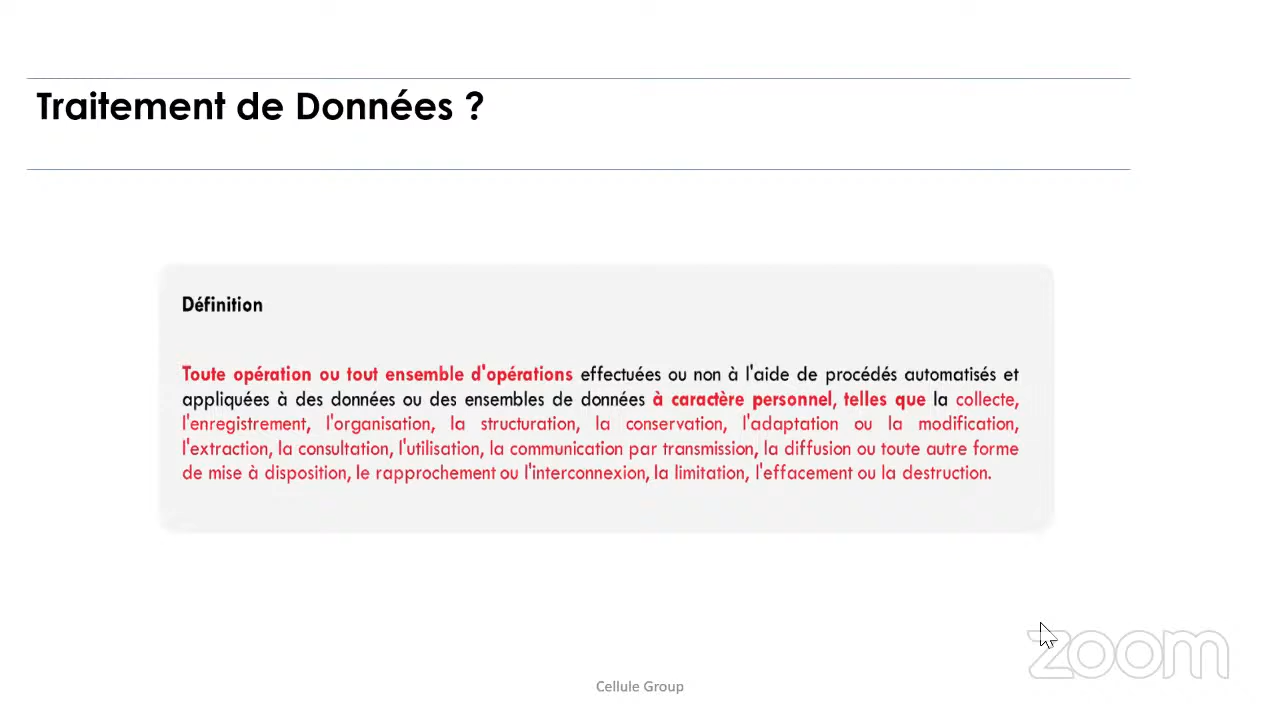 Traitement de Données ?
Définition
Toute opération ou tout ensemble d'opérations effectuées ou non à l'aide de procédés automatisés et
appliquées à des données ou des ensembles de données à caractère personnel, telles que la collecte,
l'enregistrement, l'organisation, la structuration, la conservation, l'adaptation ou la modification,
l'extraction, la consultation, l'utilisation, la communication par transmission, la diffusion ou toute autre forme
de mise à disposition, le rapprochement ou l'interconnexion, la limitation, l'effacement ou la destruction.
zoom
Cellule Group